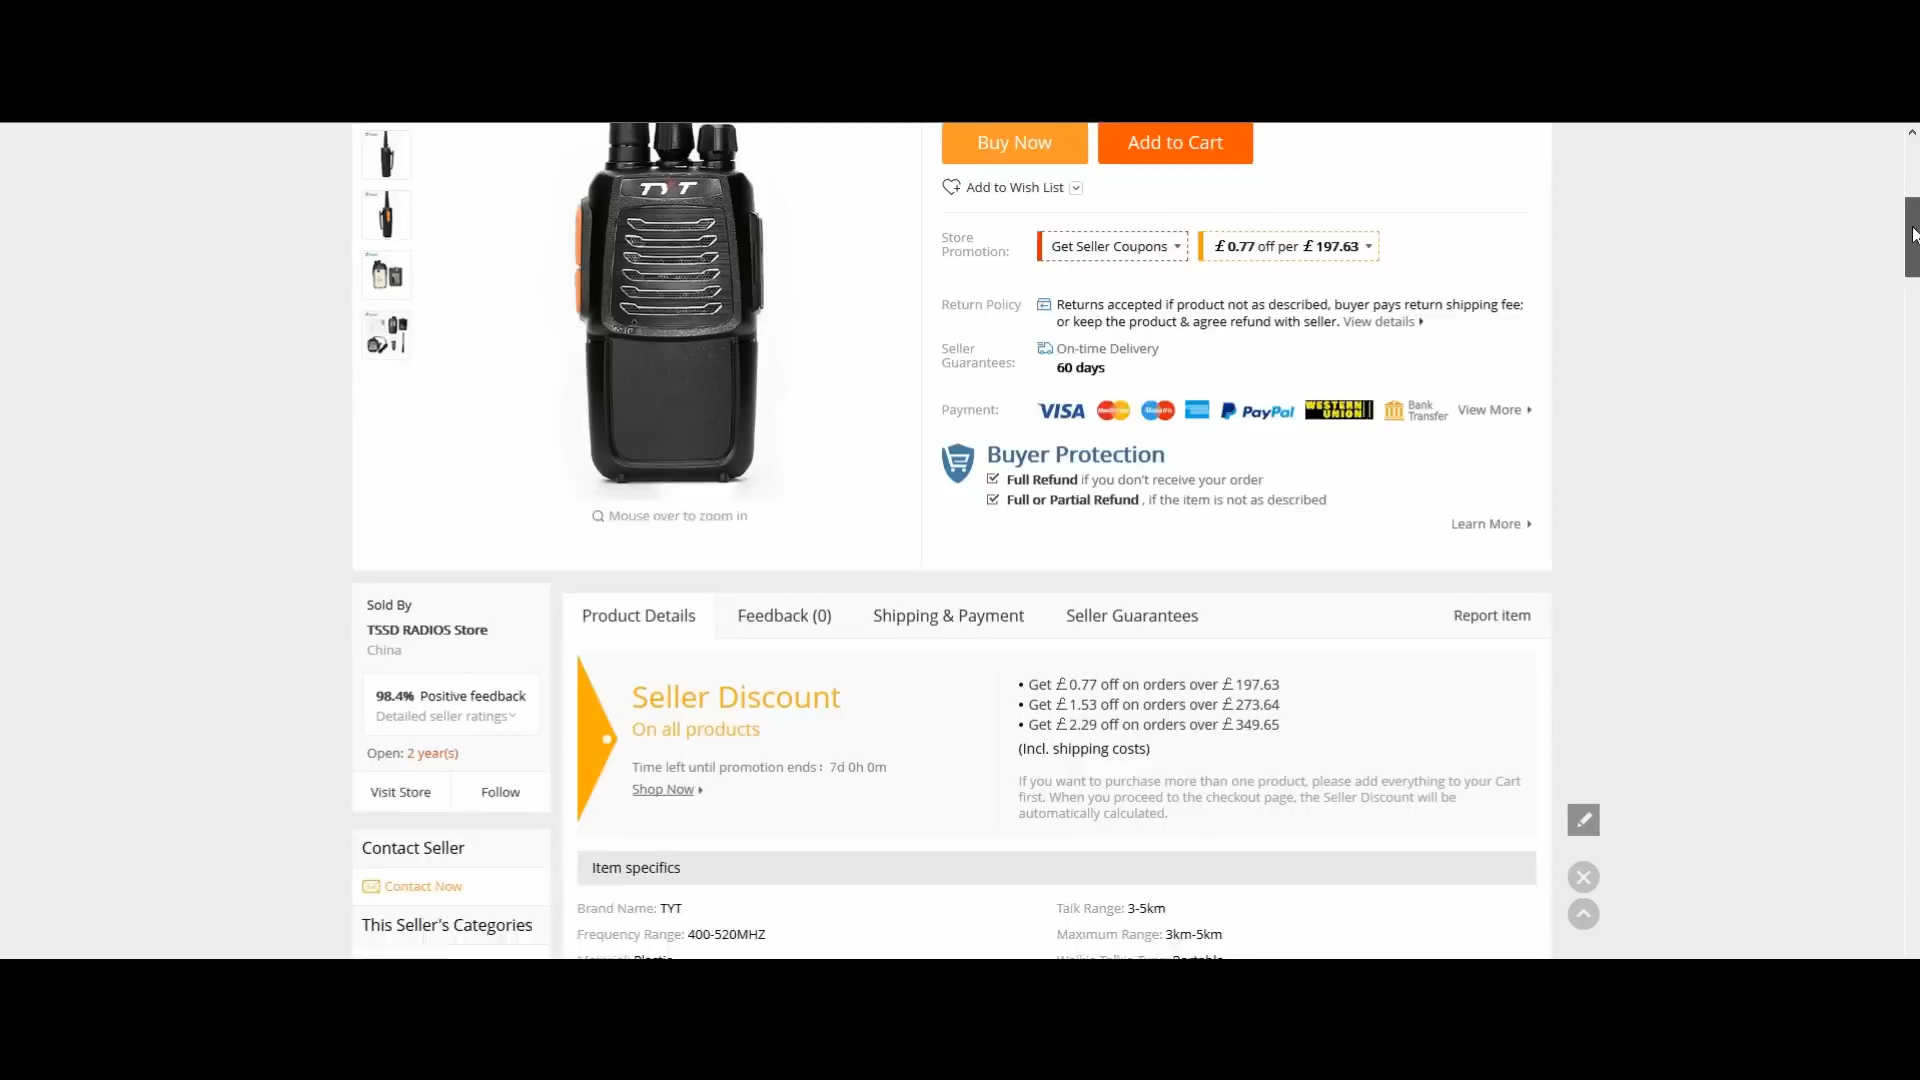 Buy Now
Add to Cart
Add to Wish List
TYT
Store Promotion:
Get Seller Coupons
£ 0.77 off per £ 197.63
Return Policy
Returns accepted if product not as described, buyer pays return shipping fee;
or keep the product & agree refund with seller. View details
Seller Guarantees:
On-time Delivery
60 days
Payment:
VISA
MasterCard
Maestro
PayPal
WESTERN UNION
Bank Transfer
View More
Buyer Protection
Full Refund if you don't receive your order
Full or Partial Refund , if the item is not as described
Learn More
Mouse over to zoom in
Sold By
TSSD RADIOS Store
China
98.4% Positive feedback
Detailed seller ratings
Open: 2 year(s)
Visit Store
Follow
Contact Seller
Contact Now
This Seller's Categories
Product Details
Feedback (0)
Shipping & Payment
Seller Guarantees
Report item
Seller Discount
On all products
Time left until promotion ends: 7d 0h 0m
Shop Now
• Get £ 0.77 off on orders over £ 197.63
• Get £ 1.53 off on orders over £ 273.64
• Get £ 2.29 off on orders over £ 349.65
(Incl. shipping costs)
If you want to purchase more than one product, please add everything to your Cart
first. When you proceed to the checkout page, the Seller Discount will be
automatically calculated.
Item specifics
Brand Name: TYT
Talk Range: 3-5km
Frequency Range: 400-520MHZ
Maximum Range: 3km-5km